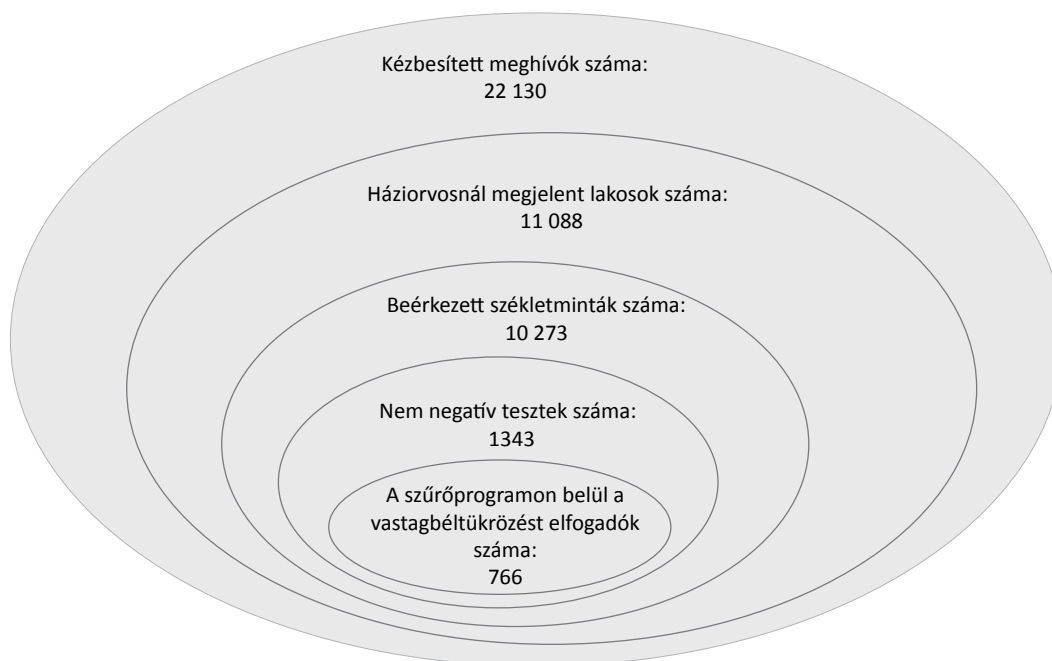 Kézbesített meghívók száma:
22 130
Háziorvosnál megjelent lakosok száma:
11 088
Beérkezett székletminták száma:
10 273
Nem negatív tesztek száma:
1343
A szűrőprogramon belül a
vastagbéltükrözést elfogadók
száma:
766